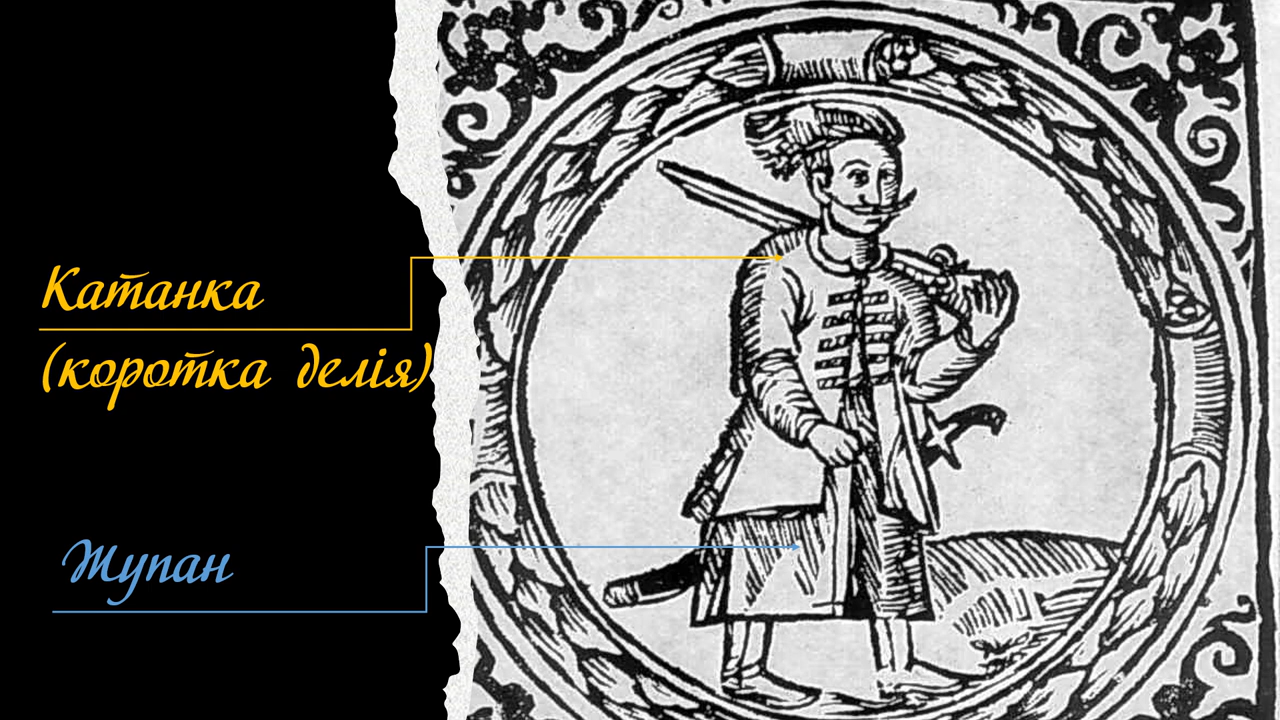 Катанка
(коротка делія)
Жупан